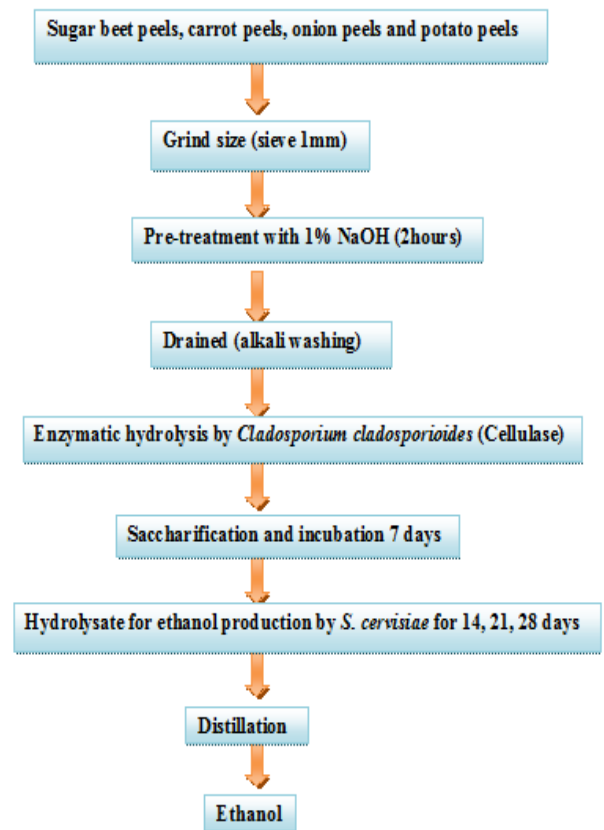 Sugar beet peels, carrot peels, onion peels and potato peels
Grind size (sieve 1mm)
Pre-treatment with 1% NaOH (2hours)
Drained (alkali washing)
Enzymatic hydrolysis by Cladosporium cladosporioides (Cellulase)
Saccharification and incubation 7 days
Hydrolysate for ethanol production by S. cervisiae for 14, 21, 28 days
Distillation
Ethanol